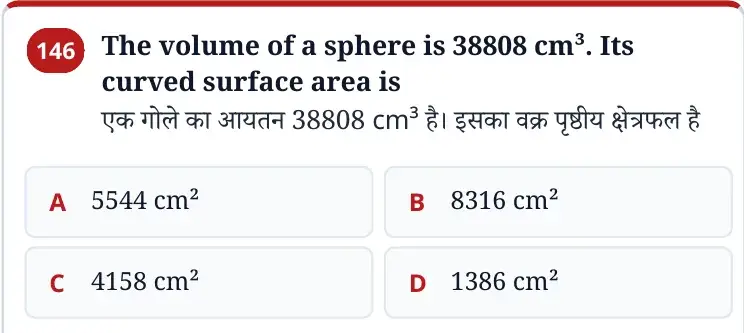 146 The volume of a sphere is 38808 cm³. Its
curved surface area is
एक गोले का आयतन 38808 cm³ है। इसका वक्र पृष्ठीय क्षेत्रफल है
A 5544 cm²
B 8316 cm²
C 4158 cm²
D 1386 cm²